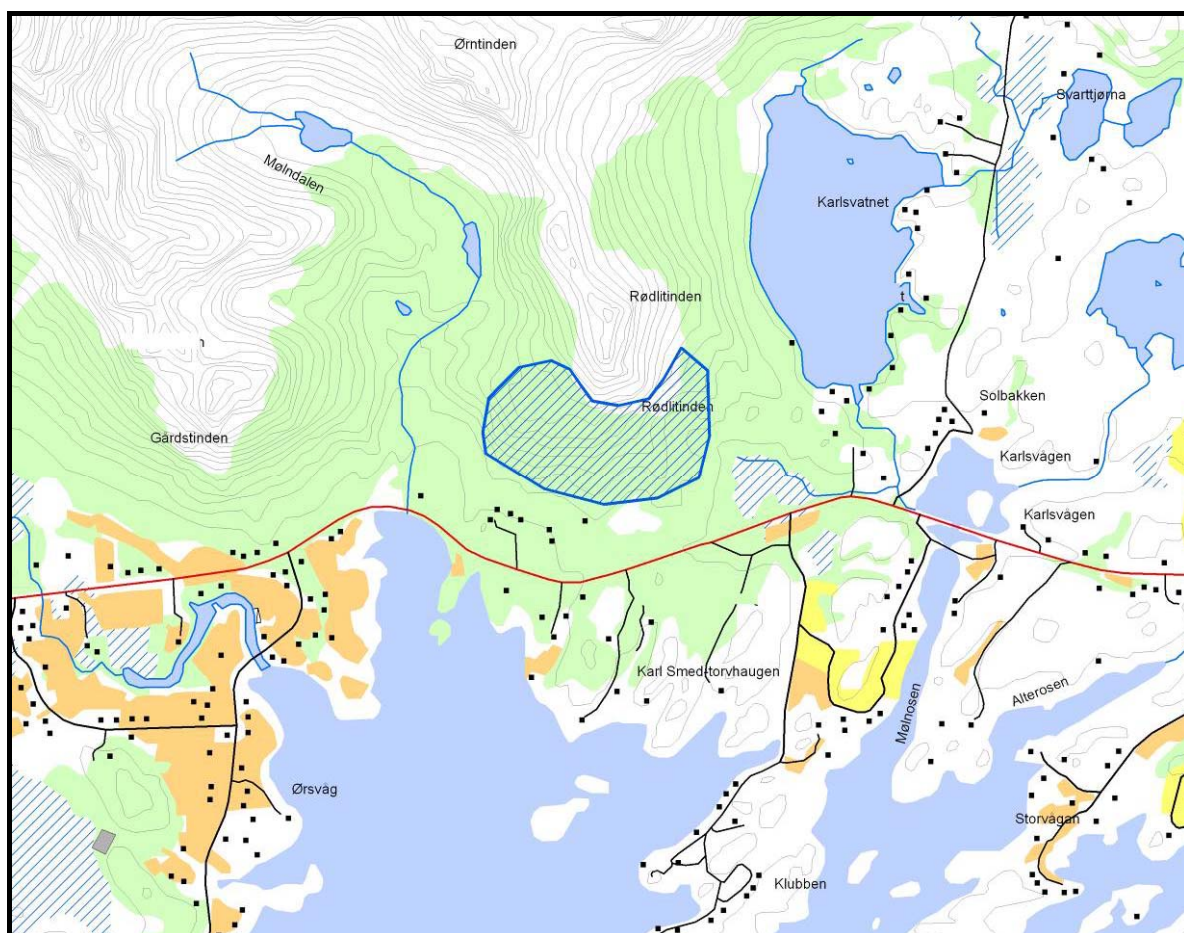 Ørntinden
Svarttjørna
Mølndalen
Karlsvatnet
Rødlitinden
t
n
Rødlitinden
Solbakken
Gårdstinden
Karlsvågen
Karlsvågen
Karl Smed-torvhaugen
Alterosen
Mølnosen
Ørsvåg
Storvågan
Klubben